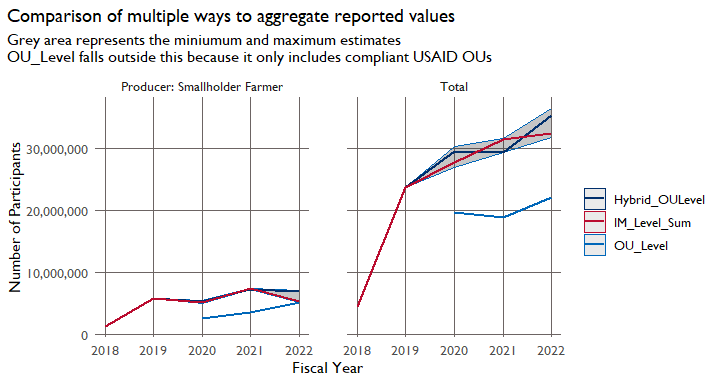 Comparison of multiple ways to aggregate reported values
Grey area represents the miniumum and maximum estimates
OU_Level falls outside this because it only includes compliant USAID OUs
Producer: Smallholder Farmer
Total
Number of Participants
30,000,000
20,000,000
10,000,000
0
2018 2019 2020 2021 2022
2018 2019 2020 2021 2022
Fiscal Year
Hybrid_OULevel
IM_Level_Sum
OU_Level